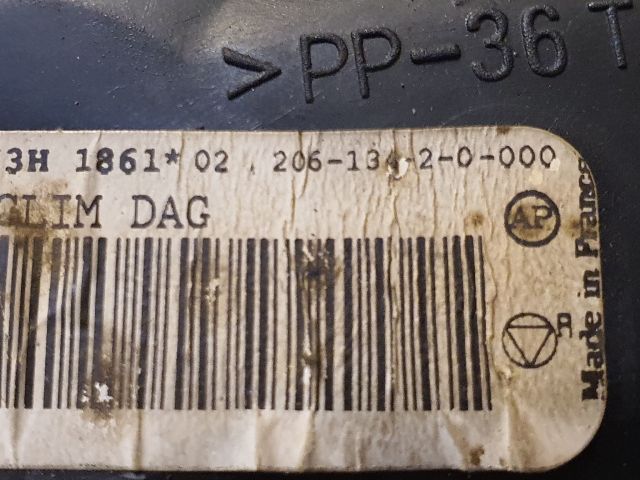 >PP-36 T
3H 1861* 02 206-134-2-0-000
CLIM DAG
AP
A
Made in France